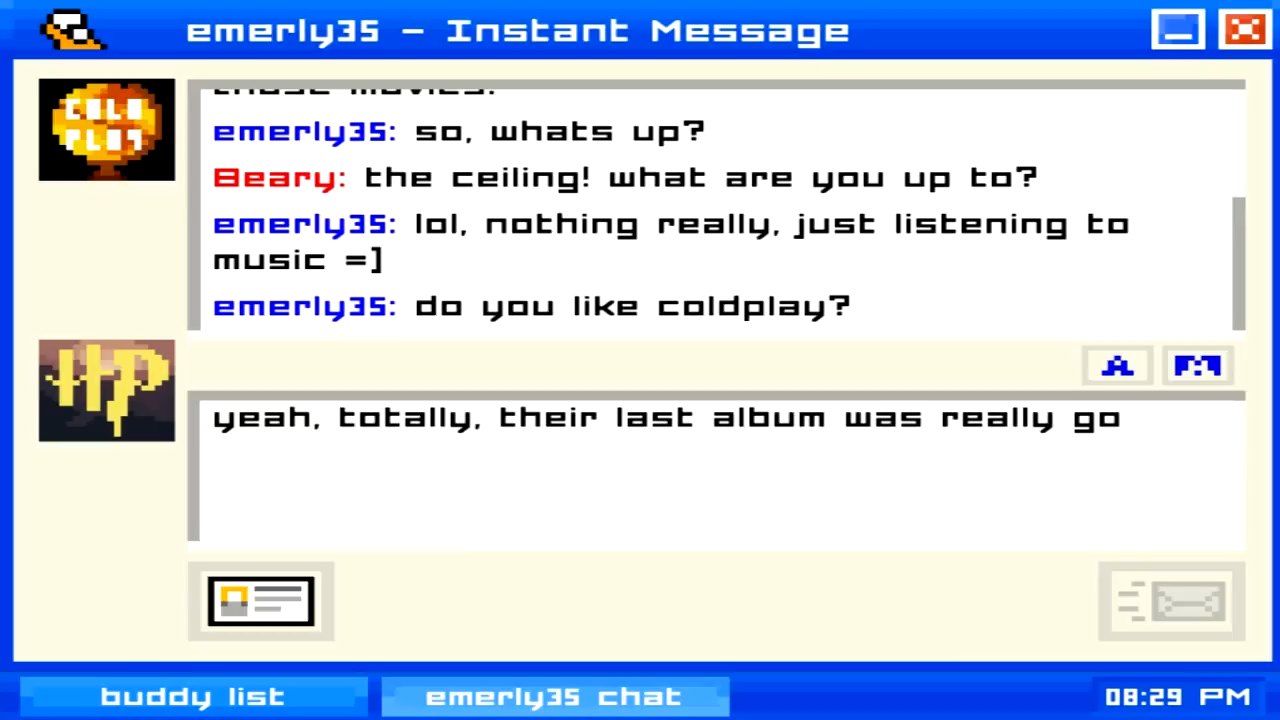 emerly35 - Instant Message
COLD
PLAY
those movies.
emerly35: so, whats up?
Beary: the ceiling! what are you up to?
emerly35: lol, nothing really, just listening to
music =]
emerly35: do you like coldplay?
HP
A
yeah, totally, their last album was really go
buddy list
emerly35 chat
08:29 PM